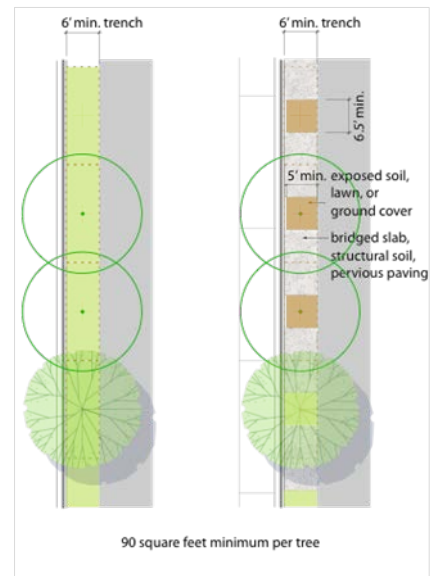 6' min. trench
6' min. trench
6.5' min.
5' min. exposed soil,
lawn, or
ground cover
bridged slab,
structural soil,
pervious paving
90 square feet minimum per tree